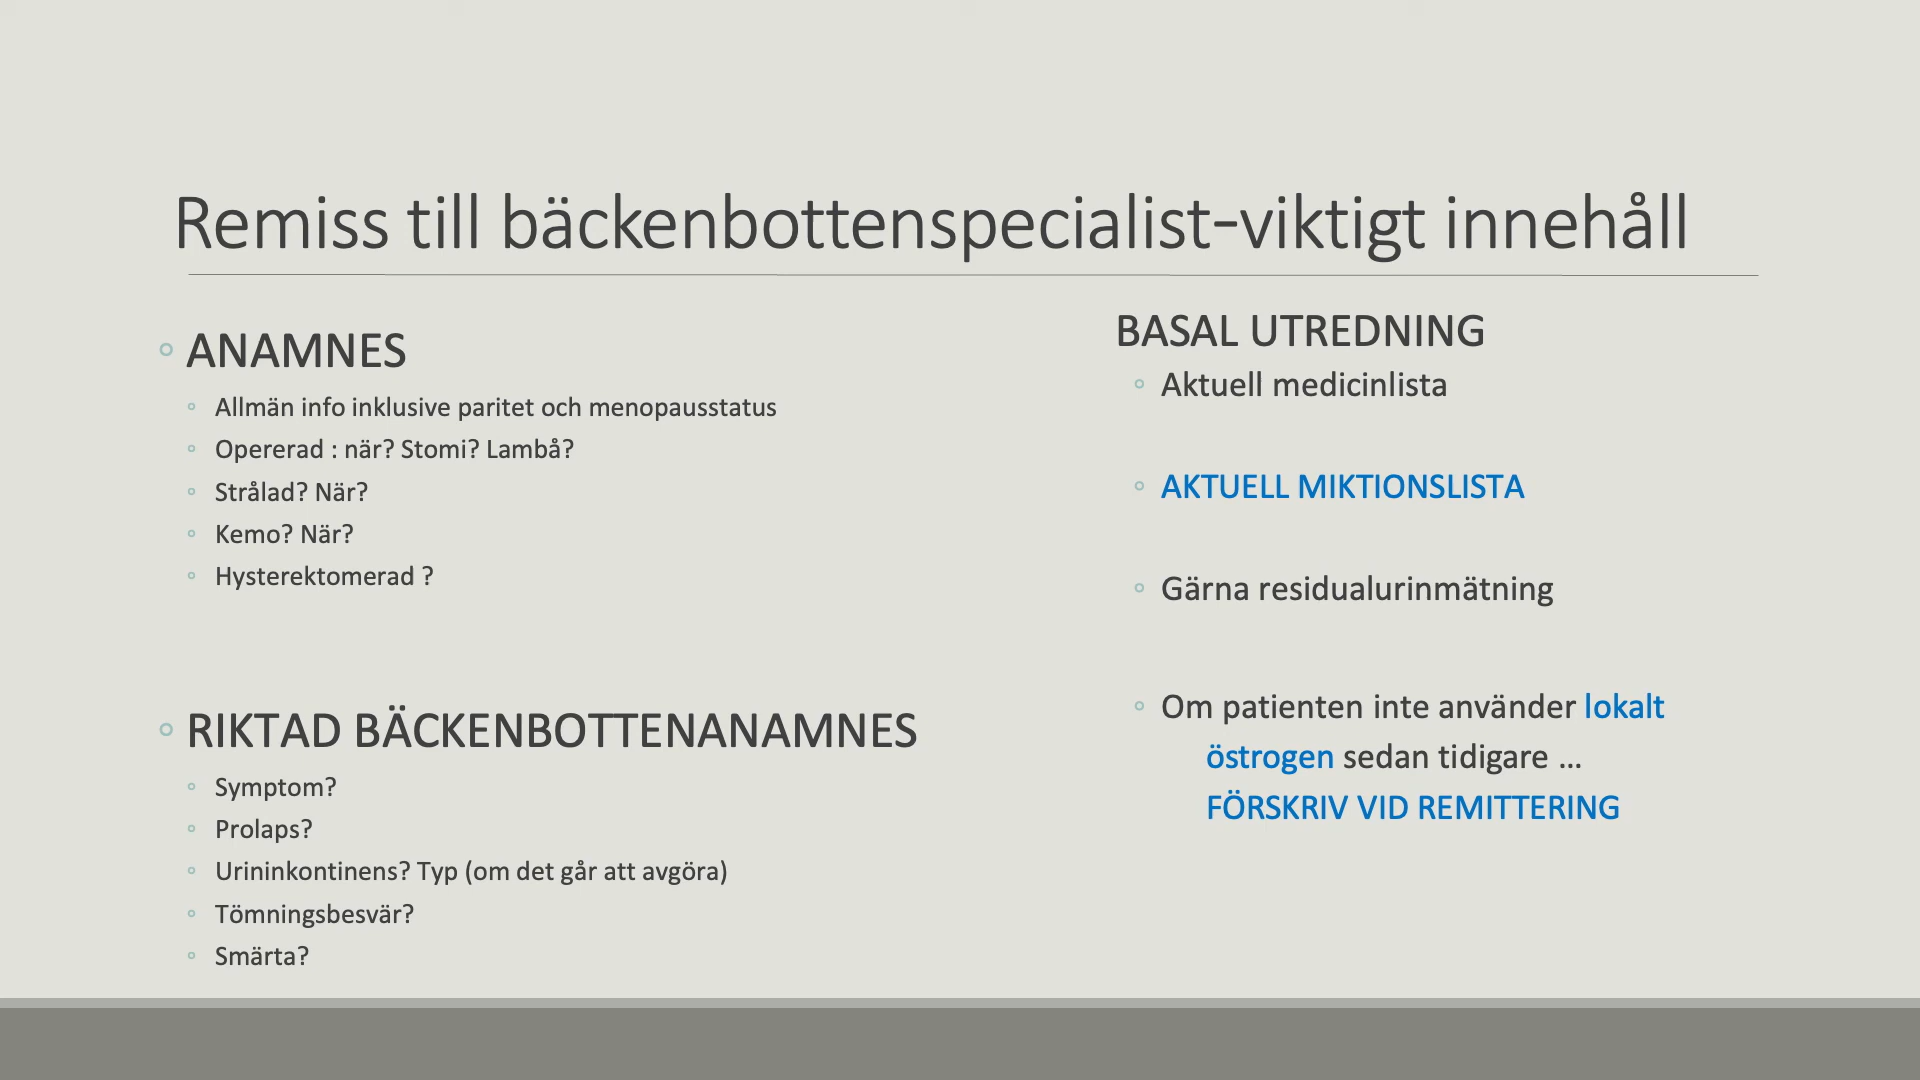 Remiss till bäckenbottenspecialist-viktigt innehåll
ANAMNES
Allmän info inklusive paritet och menopausstatus
Opererad : när? Stomi? Lambå?
Strålad? När?
Kemo? När?
Hysterektomerad ?
RIKTAD BÄCKENBOTTENANAMNES
Symptom?
Prolaps?
Urininkontinens? Typ (om det går att avgöra)
Tömningsbesvär?
Smärta?
BASAL UTREDNING
Aktuell medicinlista
AKTUELL MIKTIONSLISTA
Gärna residualurinmätning
Om patienten inte använder lokalt
östrogen sedan tidigare ...
FÖRSKRIV VID REMITTERING